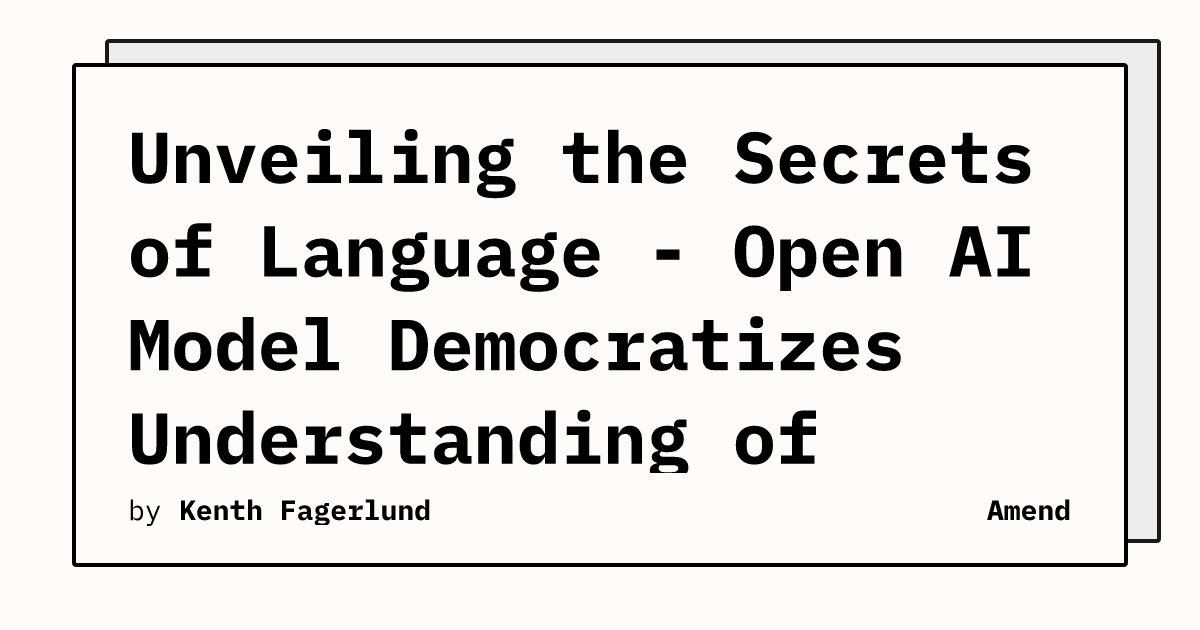 Unveiling the Secrets
of Language - Open AI
Model Democratizes
Understanding of
by Kenth Fagerlund
Amend